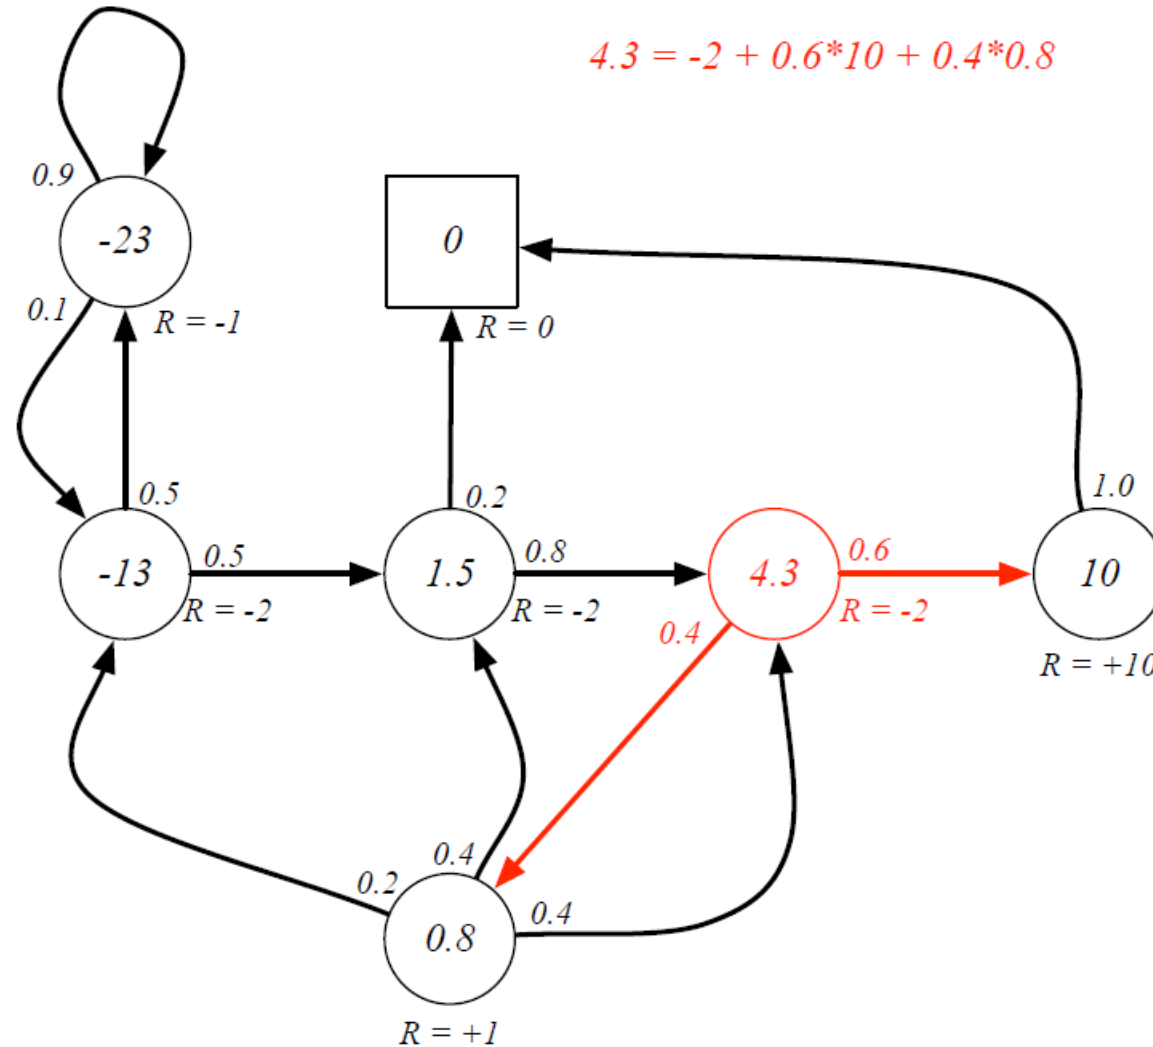 4.3 = -2 + 0.6*10 + 0.4*0.8
0.9
-23
0
0.1
R = -1
R = 0
0.5
0.2
1.0
-13
0.5
1.5
0.8
4.3
0.6
10
R = -2
R = -2
R = -2
0.4
R = +10
0.4
0.2
0.4
0.8
R = +1